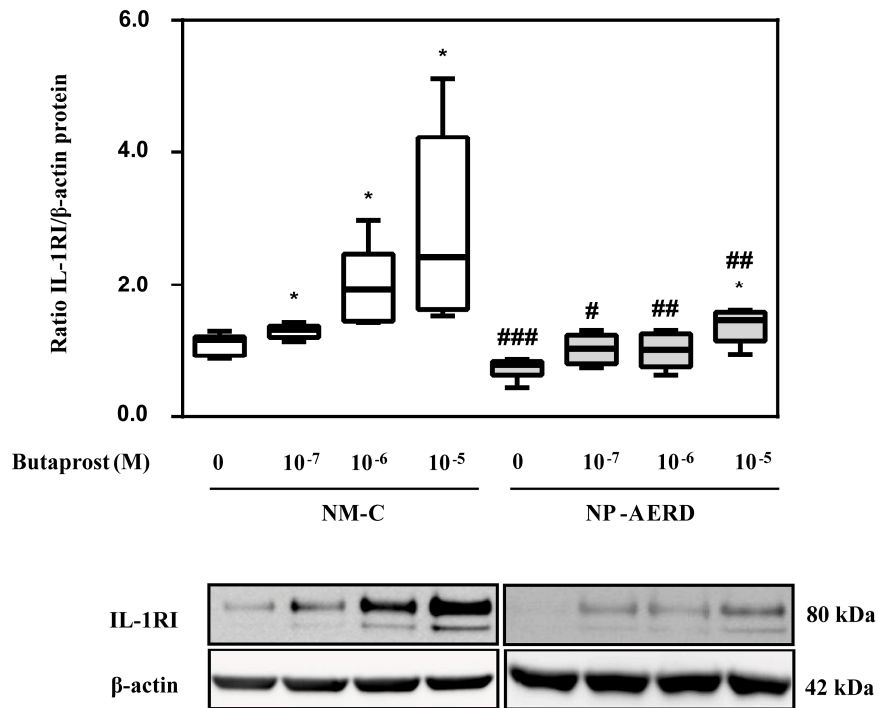 6.0
4.0
2.0
0.0
Ratio IL-1RI/β-actin protein
*
*
*
###
#
##
##
*
Butaprost (M) 0 10⁻⁷ 10⁻⁶ 10⁻⁵ 0 10⁻⁷ 10⁻⁶ 10⁻⁵
NM-C NP-AERD
IL-1RI 80 kDa
β-actin 42 kDa